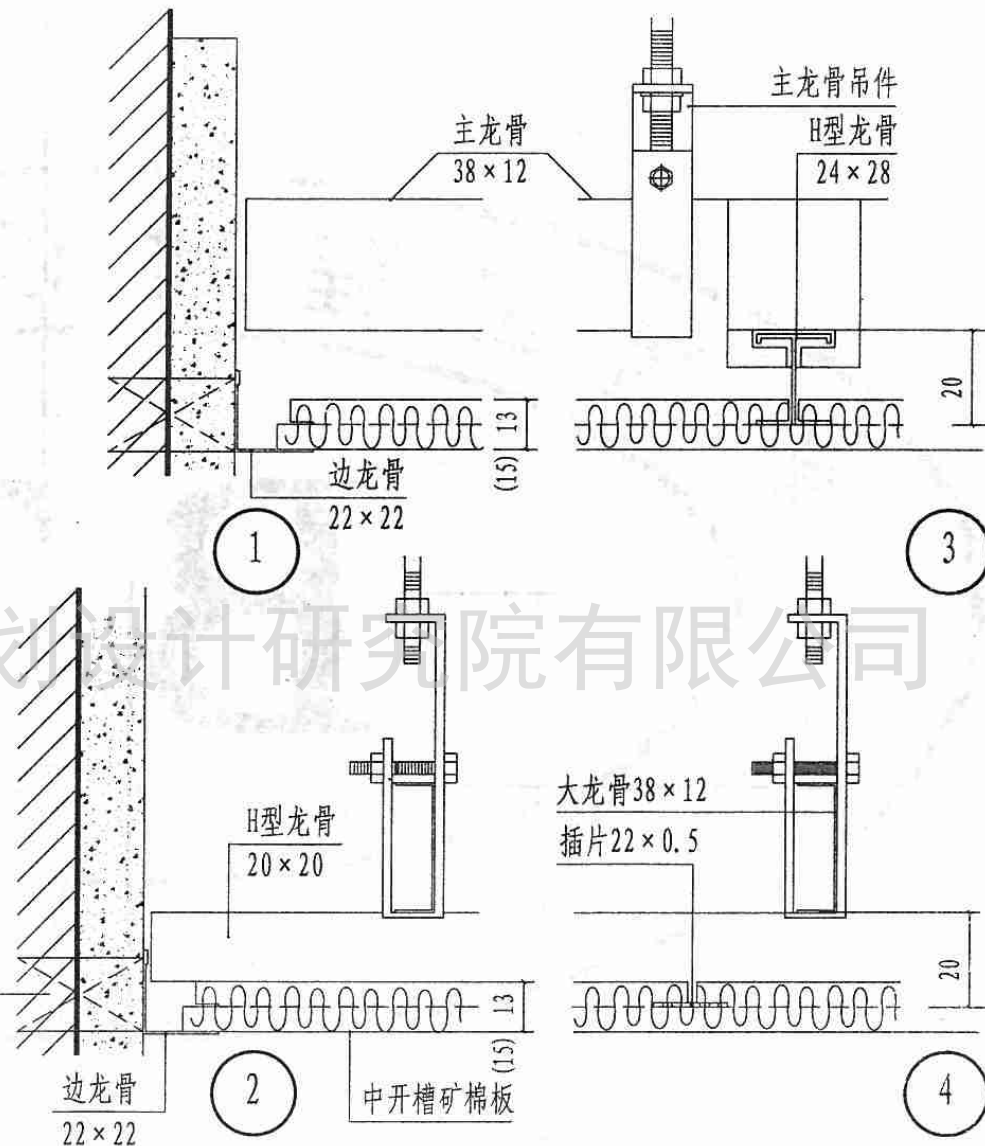 主龙骨
38×12
主龙骨吊件
H型龙骨
24×28
20
13
(15)
边龙骨
22×22
1
3
划设计研究院有限公司
H型龙骨
20×20
大龙骨38×12
插片22×0.5
20
13
(15)
边龙骨
22×22
2
中开槽矿棉板
4